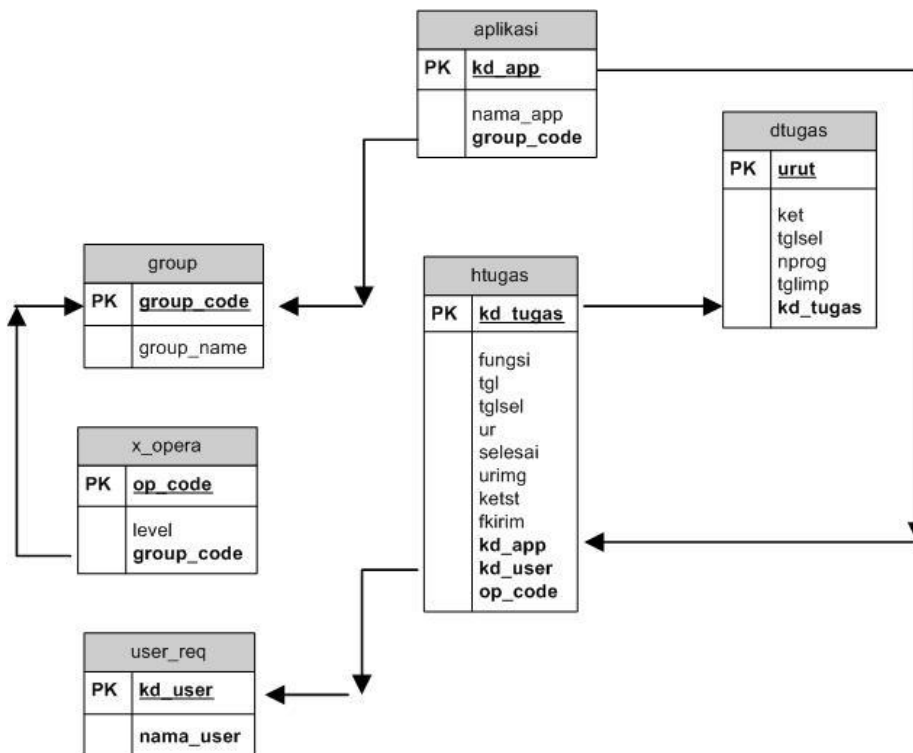 aplikasi
PK kd_app
nama_app
group_code
dtugas
PK urut
ket
tglsel
nprog
tglimp
kd_tugas
group
PK group_code
group_name
htugas
PK kd_tugas
fungsi
tgl
tglsel
ur
selesai
urimg
ketst
fkirim
kd_app
kd_user
op_code
x_opera
PK op_code
level
group_code
user_req
PK kd_user
nama_user